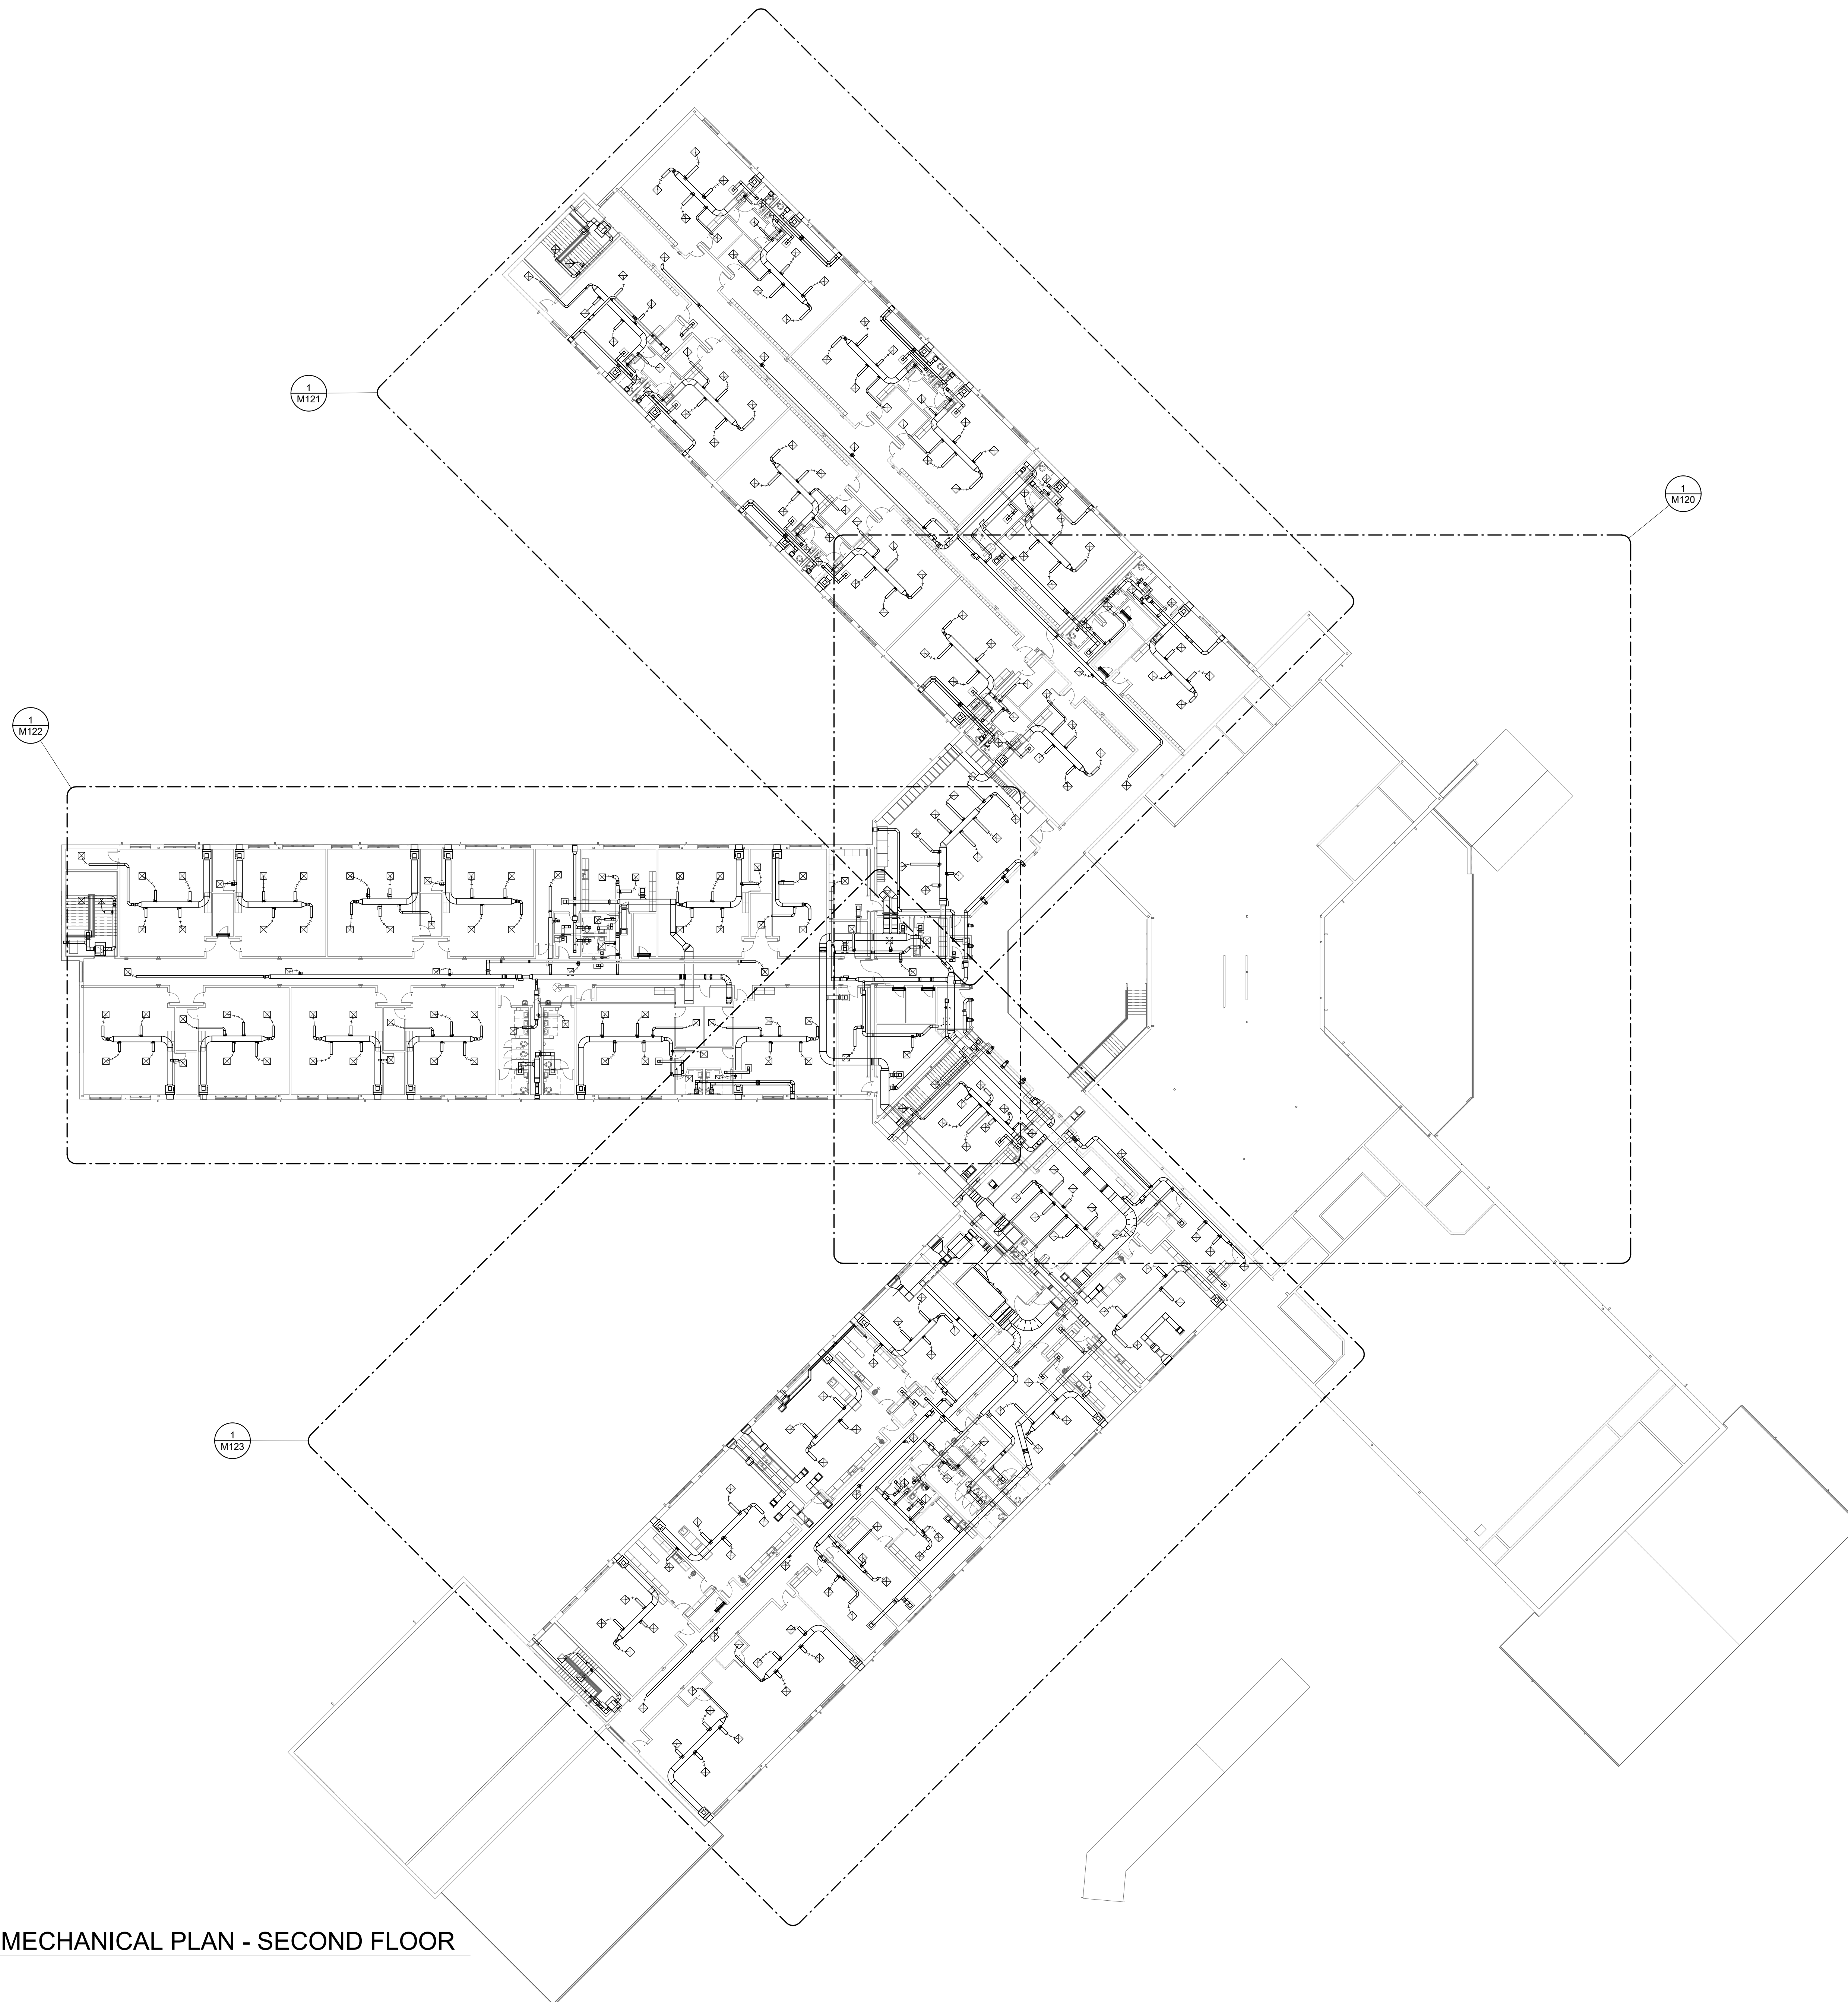 1
M121
1
M120
1
M122
1
M123
MECHANICAL PLAN - SECOND FLOOR